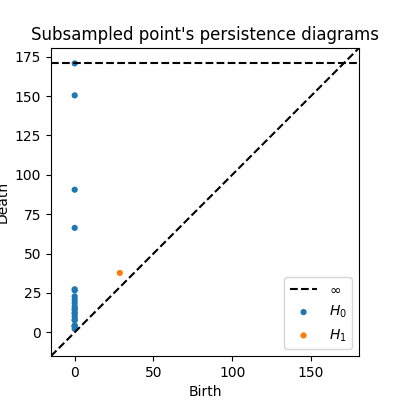 Subsampled point's persistence diagrams
Death
175
150
125
100
75
50
25
0
∞
H₀
H₁
0
50
100
150
Birth